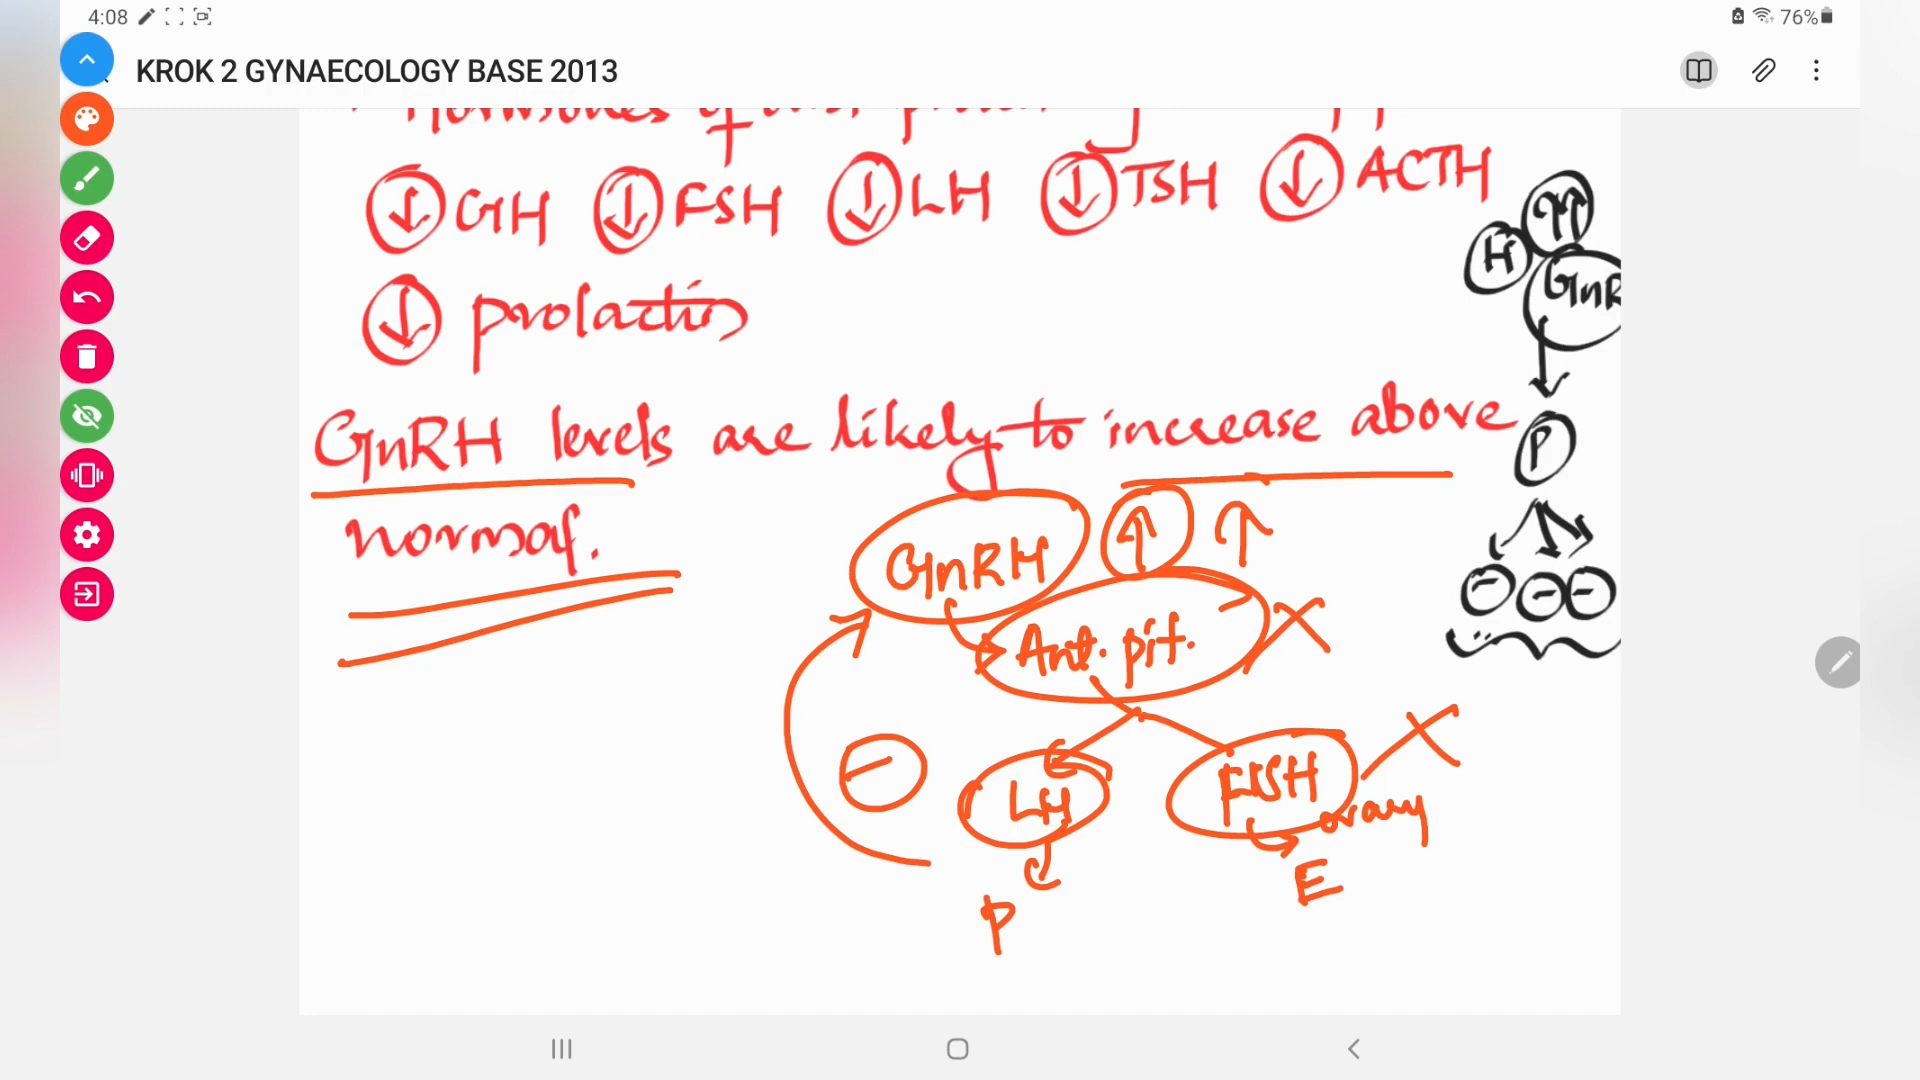 4:08
76%
KROK 2 GYNAECOLOGY BASE 2013
↓ GH ↓ FSH ↓ LH ↓ TSH ↓ ACTH
↓ prolactin
GnRH levels are likely to increase above
normal.
GnRH ↑ ↑
Ant. pit.
LH FSH
ovary
P E
H ↑↑
GnR
P